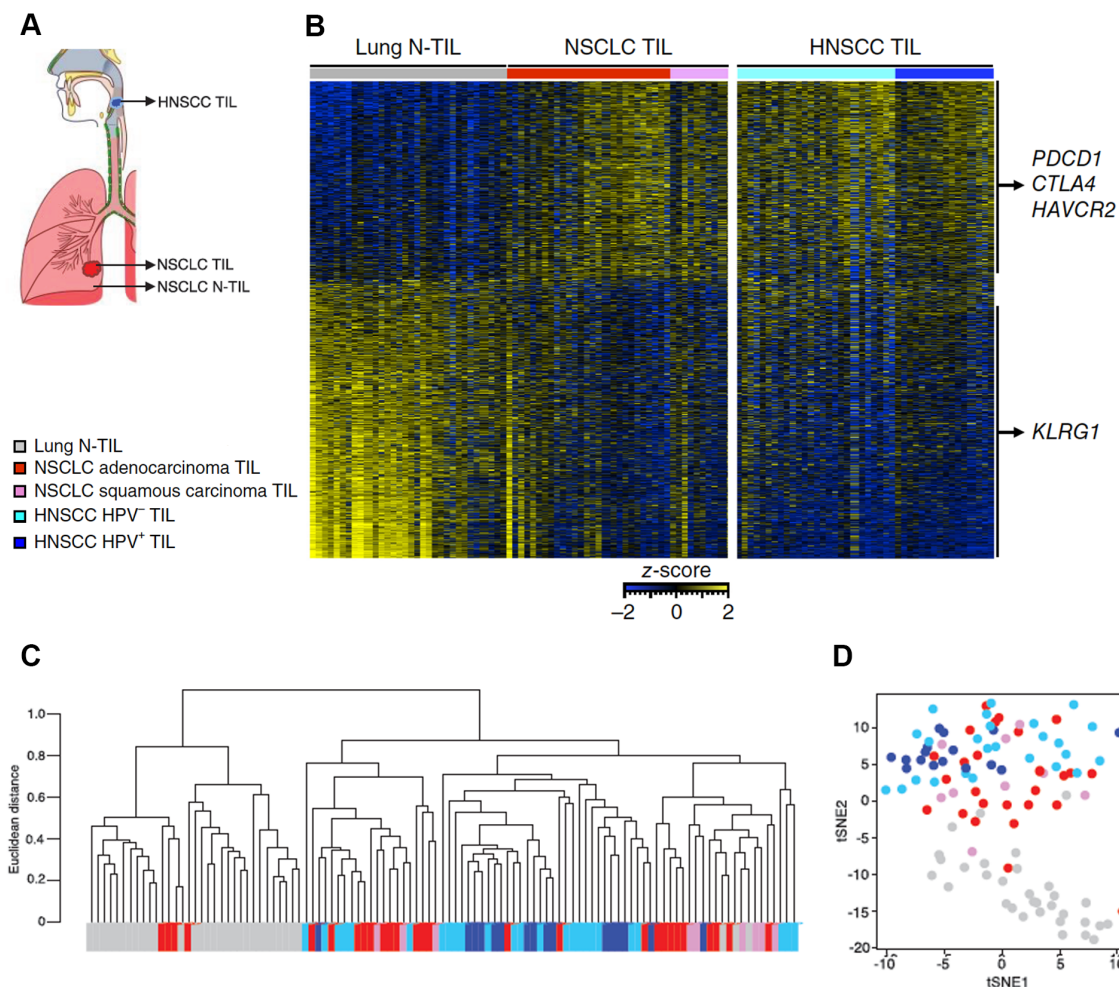 A
HNSCC TIL
NSCLC TIL
NSCLC N-TIL
Lung N-TIL
NSCLC adenocarcinoma TIL
NSCLC squamous carcinoma TIL
HNSCC HPV⁻ TIL
HNSCC HPV⁺ TIL
B
Lung N-TIL NSCLC TIL HNSCC TIL
PDCD1
CTLA4
HAVCR2
KLRG1
z-score
–2 0 2
C
Euclidean distance
1.0
0.8
0.6
0.4
0.2
0
D
tSNE2
10
5
0
-5
-10
-15
-20
-10 -5 0 5 10
tSNE1